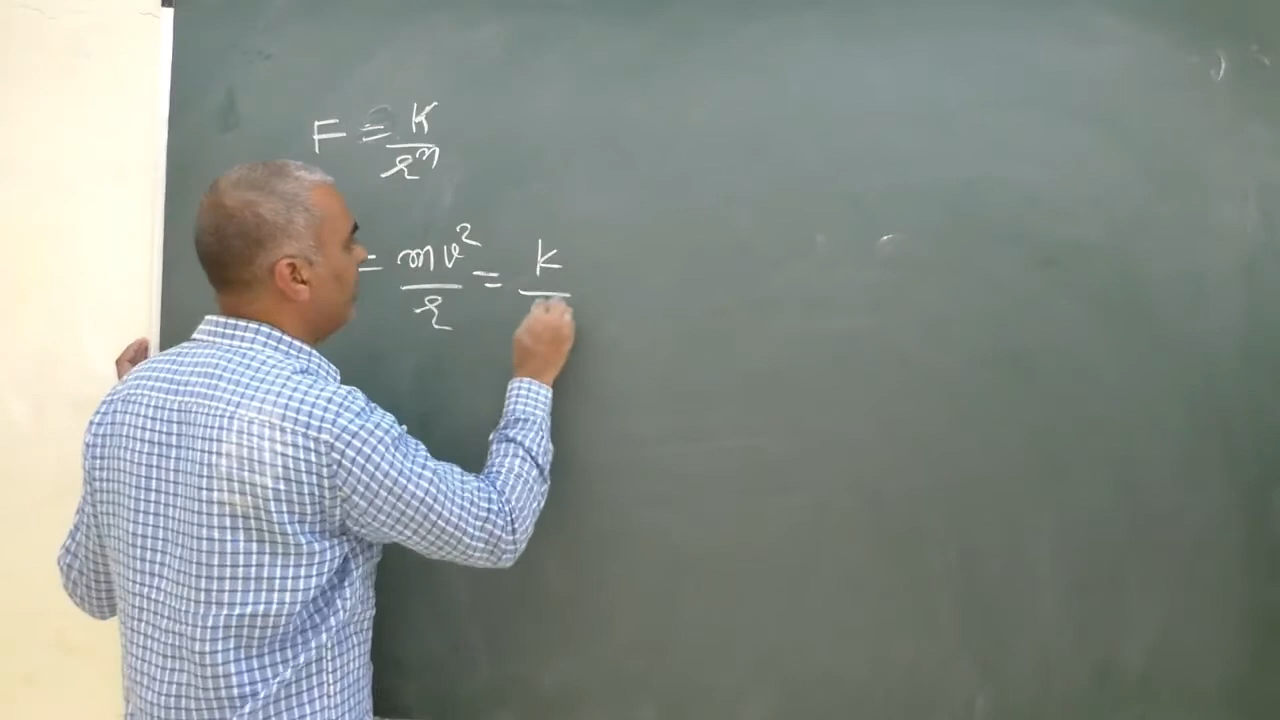 F = K/r^n
= mv²/r = k/